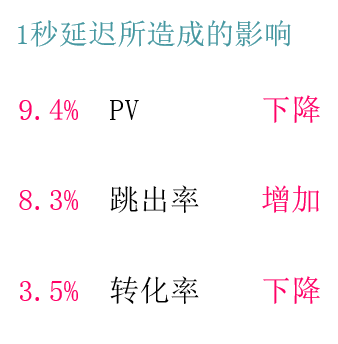 1秒延迟所造成的影响
9.4% PV 下降
8.3% 跳出率 增加
3.5% 转化率 下降